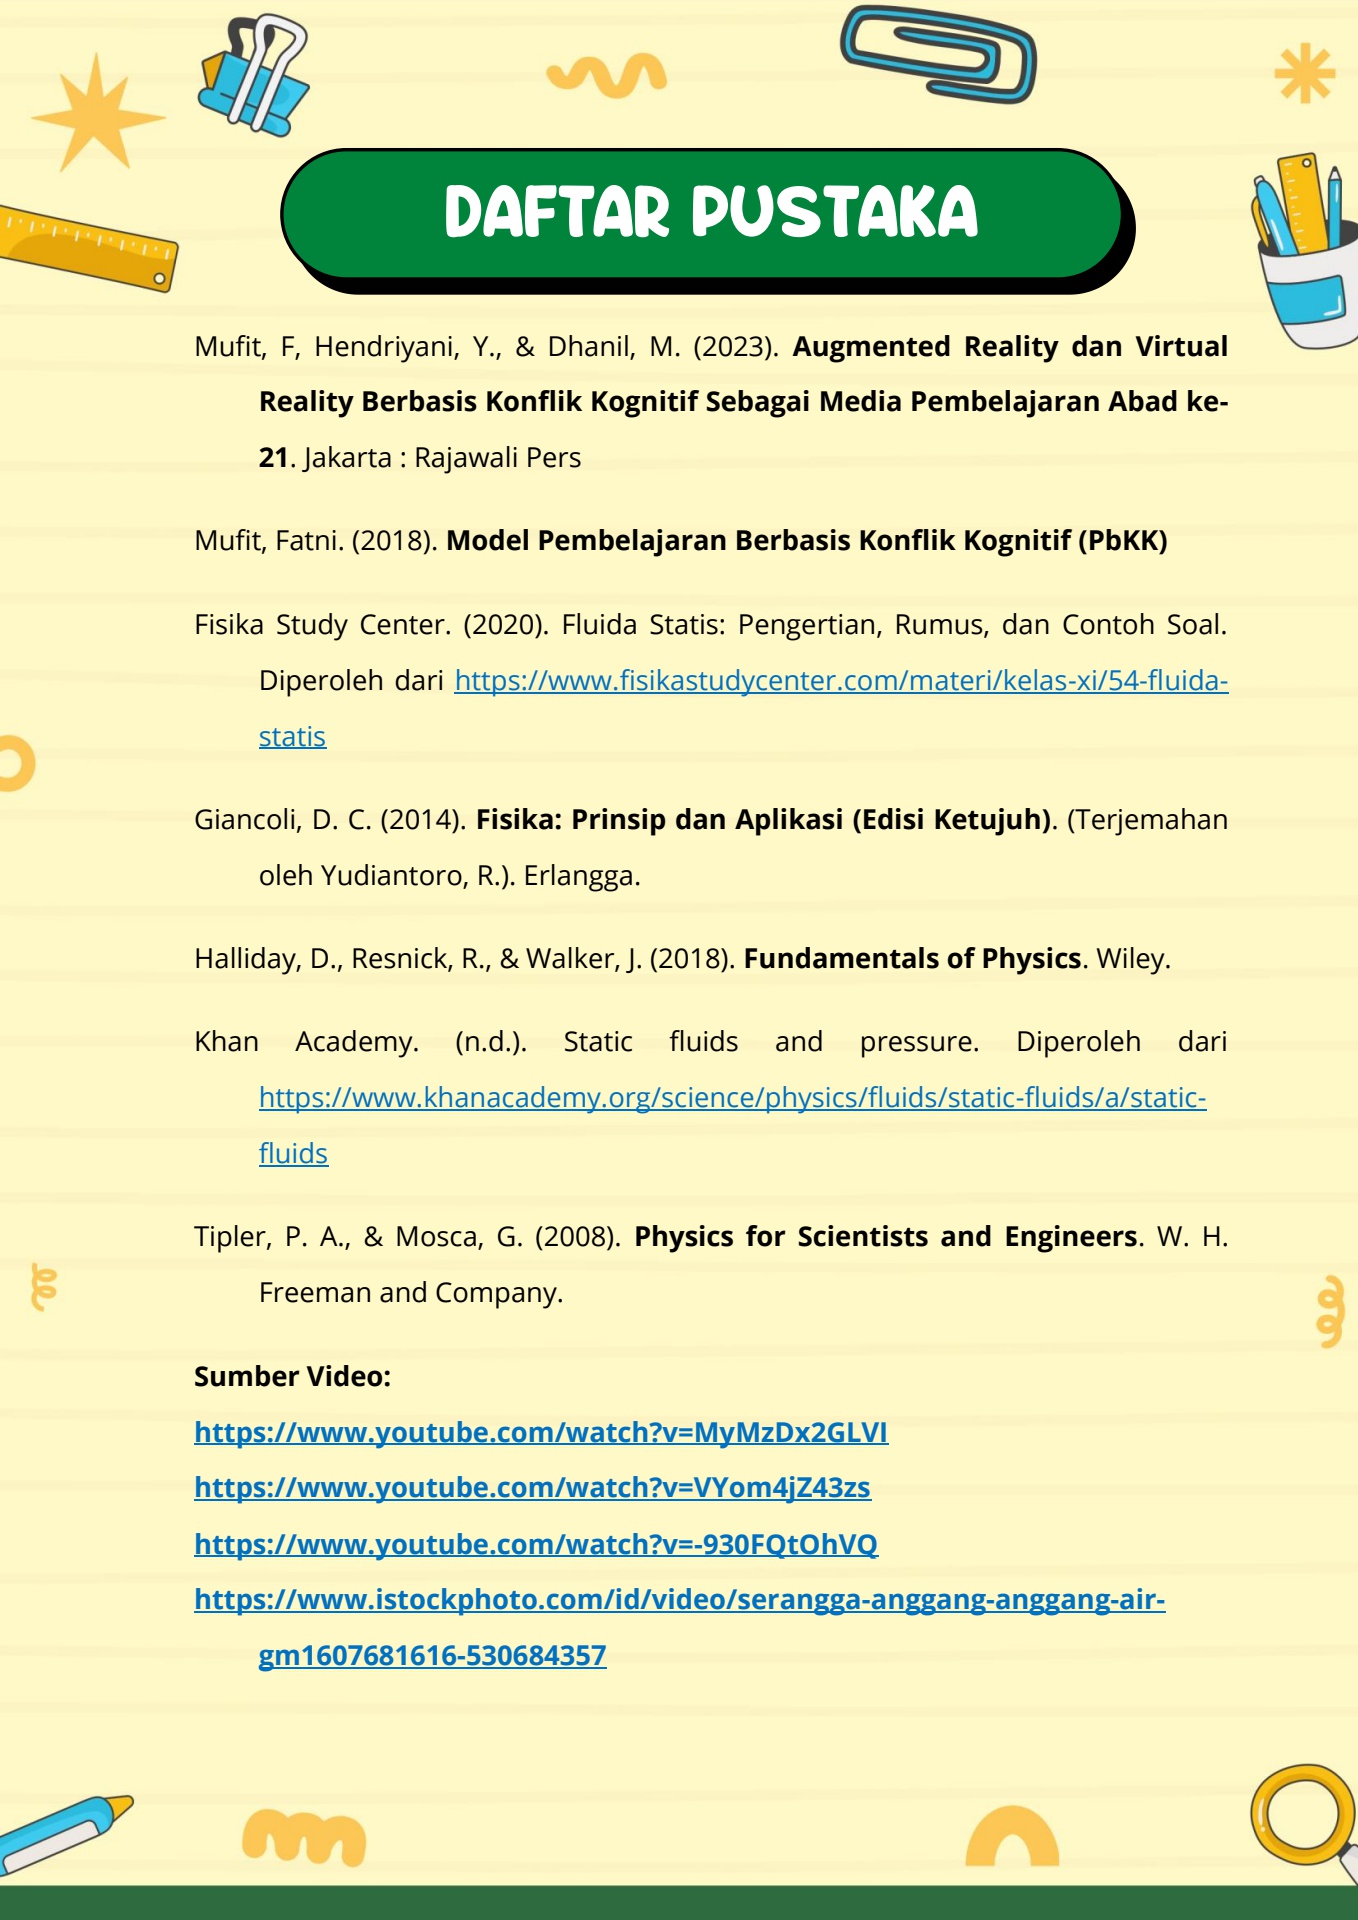 DAFTAR PUSTAKA
Mufit, F, Hendriyani, Y., & Dhanil, M. (2023). Augmented Reality dan Virtual
Reality Berbasis Konflik Kognitif Sebagai Media Pembelajaran Abad ke-
21. Jakarta : Rajawali Pers
Mufit, Fatni. (2018). Model Pembelajaran Berbasis Konflik Kognitif (PbKK)
Fisika Study Center. (2020). Fluida Statis: Pengertian, Rumus, dan Contoh Soal.
Diperoleh dari https://www.fisikastudycenter.com/materi/kelas-xi/54-fluida-
statis
Giancoli, D. C. (2014). Fisika: Prinsip dan Aplikasi (Edisi Ketujuh). (Terjemahan
oleh Yudiantoro, R.). Erlangga.
Halliday, D., Resnick, R., & Walker, J. (2018). Fundamentals of Physics. Wiley.
Khan Academy. (n.d.). Static fluids and pressure. Diperoleh dari
https://www.khanacademy.org/science/physics/fluids/static-fluids/a/static-
fluids
Tipler, P. A., & Mosca, G. (2008). Physics for Scientists and Engineers. W. H.
Freeman and Company.
Sumber Video:
https://www.youtube.com/watch?v=MyMzDx2GLVI
https://www.youtube.com/watch?v=VYom4jZ43zs
https://www.youtube.com/watch?v=-930FQtOhVQ
https://www.istockphoto.com/id/video/serangga-anggang-anggang-air-
gm1607681616-530684357